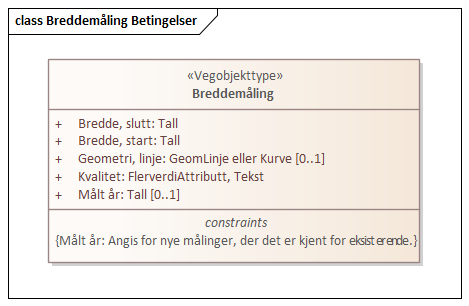 class Breddemåling Betingelser
«Vegobjekttype»
Breddemåling
+ Bredde, slutt: Tall
+ Bredde, start: Tall
+ Geometri, linje: GeomLinje eller Kurve [0..1]
+ Kvalitet: FlerverdiAttributt, Tekst
+ Målt år: Tall [0..1]
constraints
{Målt år: Angis for nye målinger, der det er kjent for eksisterende.}